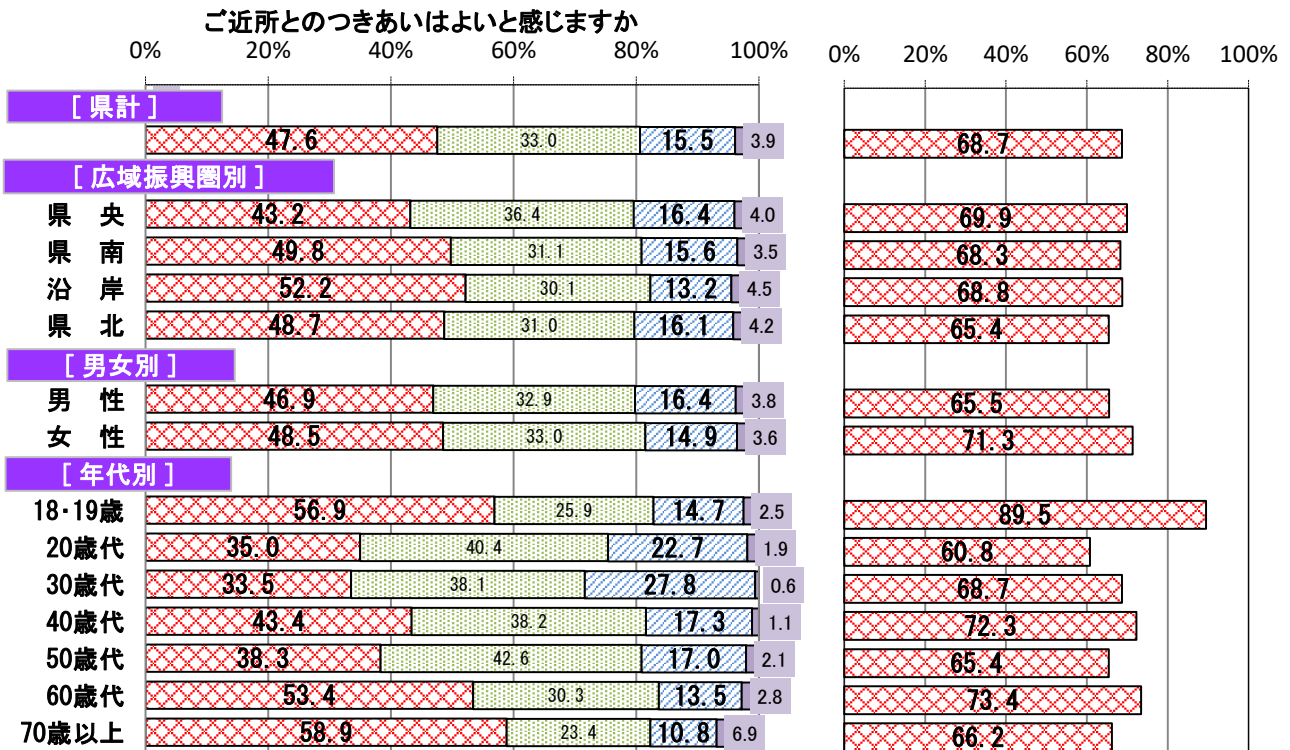 ご近所とのつきあいはよいと感じますか
0% 20% 40% 60% 80% 100% 0% 20% 40% 60% 80% 100%
[ 県計 ]
47.6 33.0 15.5 3.9 68.7
[ 広域振興圏別 ]
県 央 43.2 36.4 16.4 4.0 69.9
県 南 49.8 31.1 15.6 3.5 68.3
沿 岸 52.2 30.1 13.2 4.5 68.8
県 北 48.7 31.0 16.1 4.2 65.4
[ 男女別 ]
男 性 46.9 32.9 16.4 3.8 65.5
女 性 48.5 33.0 14.9 3.6 71.3
[ 年代別 ]
18・19歳 56.9 25.9 14.7 2.5 89.5
20歳代 35.0 40.4 22.7 1.9 60.8
30歳代 33.5 38.1 27.8 0.6 68.7
40歳代 43.4 38.2 17.3 1.1 72.3
50歳代 38.3 42.6 17.0 2.1 65.4
60歳代 53.4 30.3 13.5 2.8 73.4
70歳以上 58.9 23.4 10.8 6.9 66.2